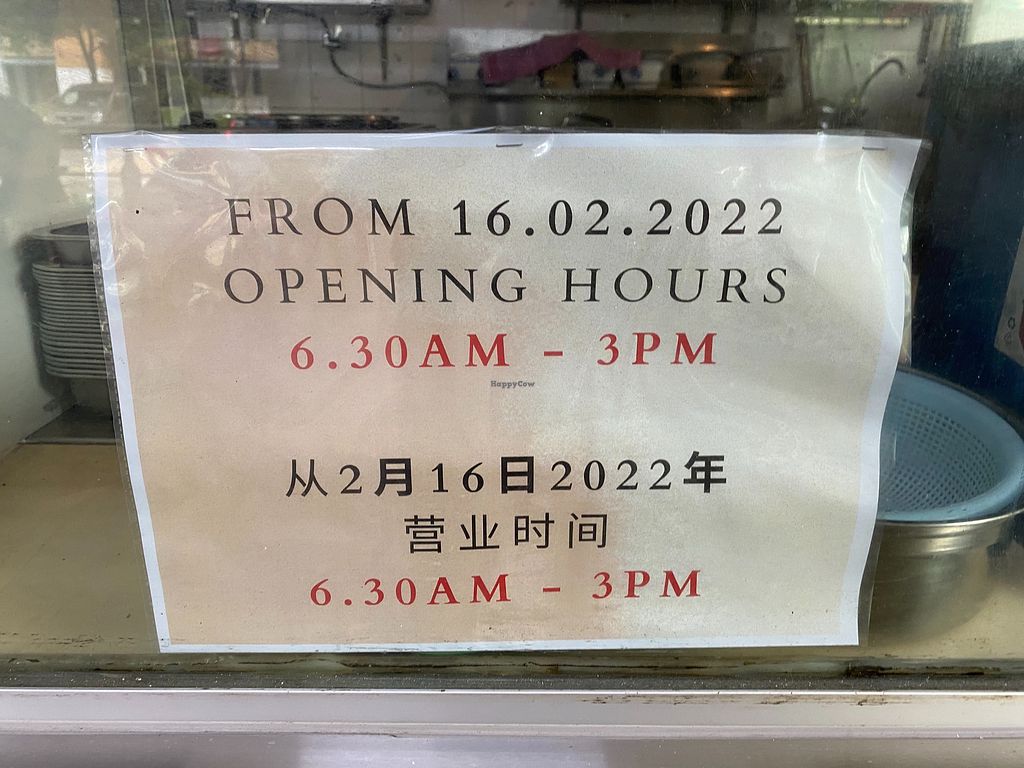 FROM 16.02.2022
OPENING HOURS
6.30AM - 3PM
HappyCow
从2月16日2022年
营业时间
6.30AM - 3PM